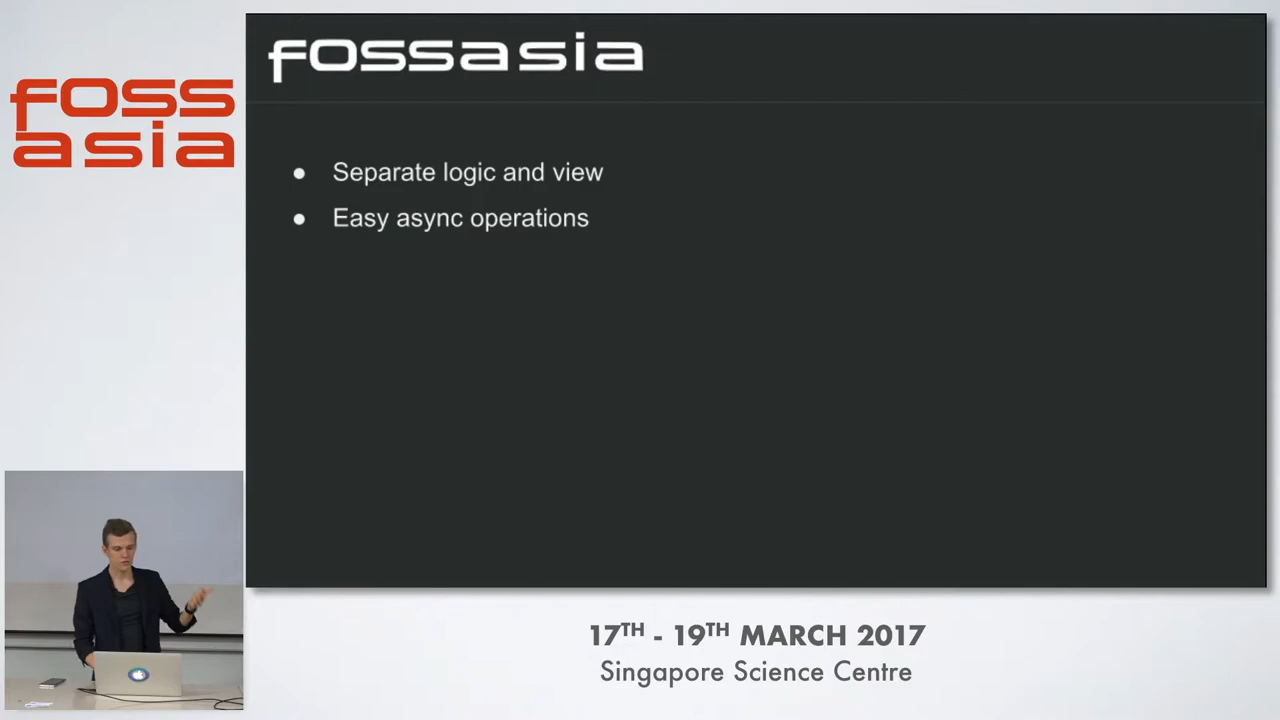 foss
asia
fossasia
● Separate logic and view
● Easy async operations
17TH - 19TH MARCH 2017
Singapore Science Centre